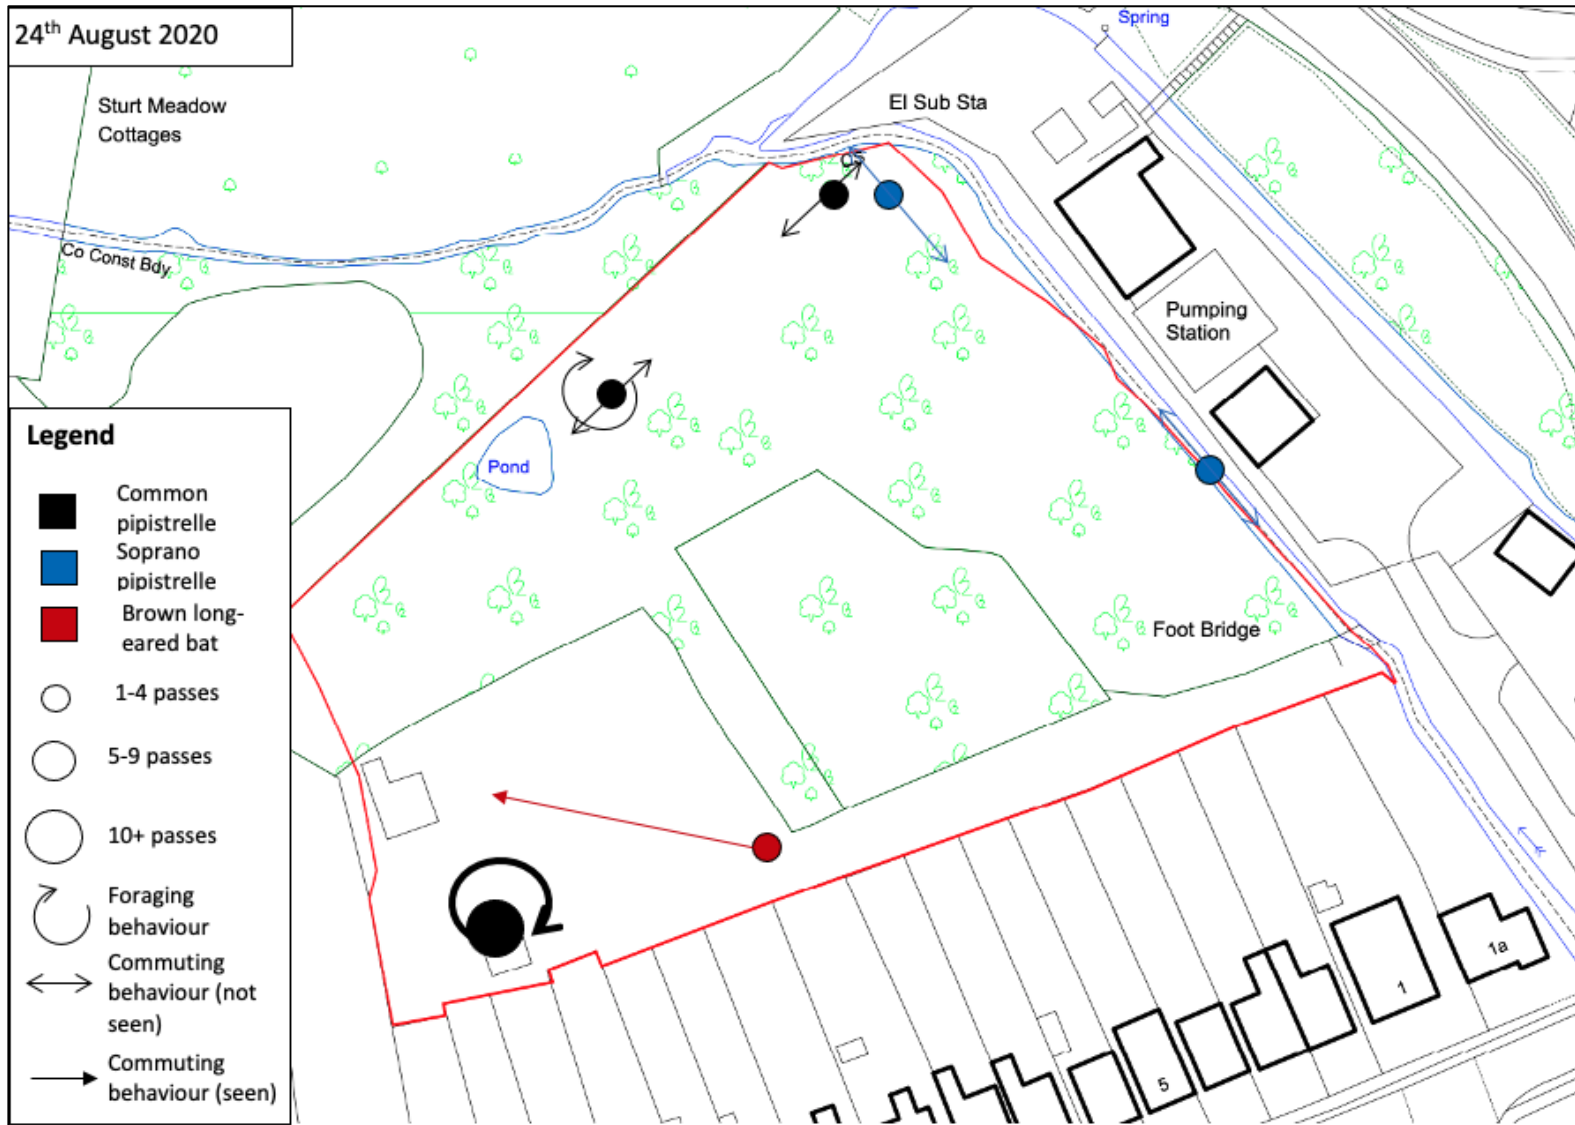 24th August 2020
Spring
Sturt Meadow
Cottages
El Sub Sta
Co Const Bdy
Pumping
Station
Pond
Foot Bridge
1
1a
5
Legend
Common
pipistrelle
Soprano
pipistrelle
Brown long-
eared bat
1-4 passes
5-9 passes
10+ passes
Foraging
behaviour
Commuting
behaviour (not
seen)
Commuting
behaviour (seen)